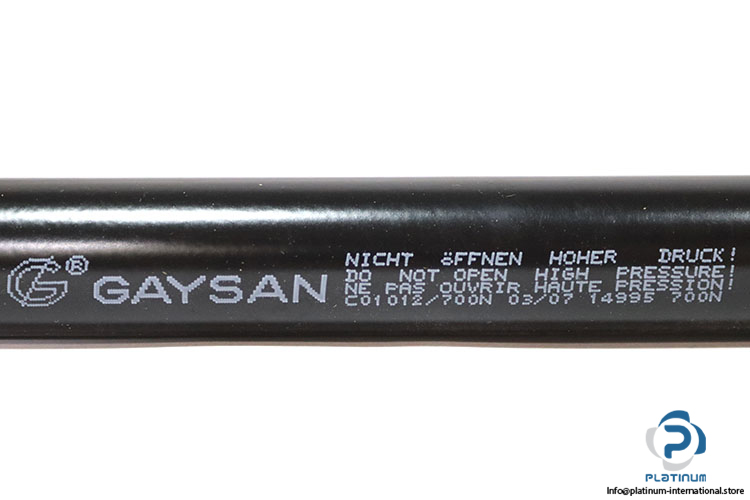 ® GAYSAN
NICHT öFFNEN HOHER DRUCK!
DO NOT OPEN HIGH PRESSURE!
NE PAS OUVRIR HAUTE PRESSION!
C01012/700N 03/07 14995 700N
PLATINUM
Info@platinum-international.store